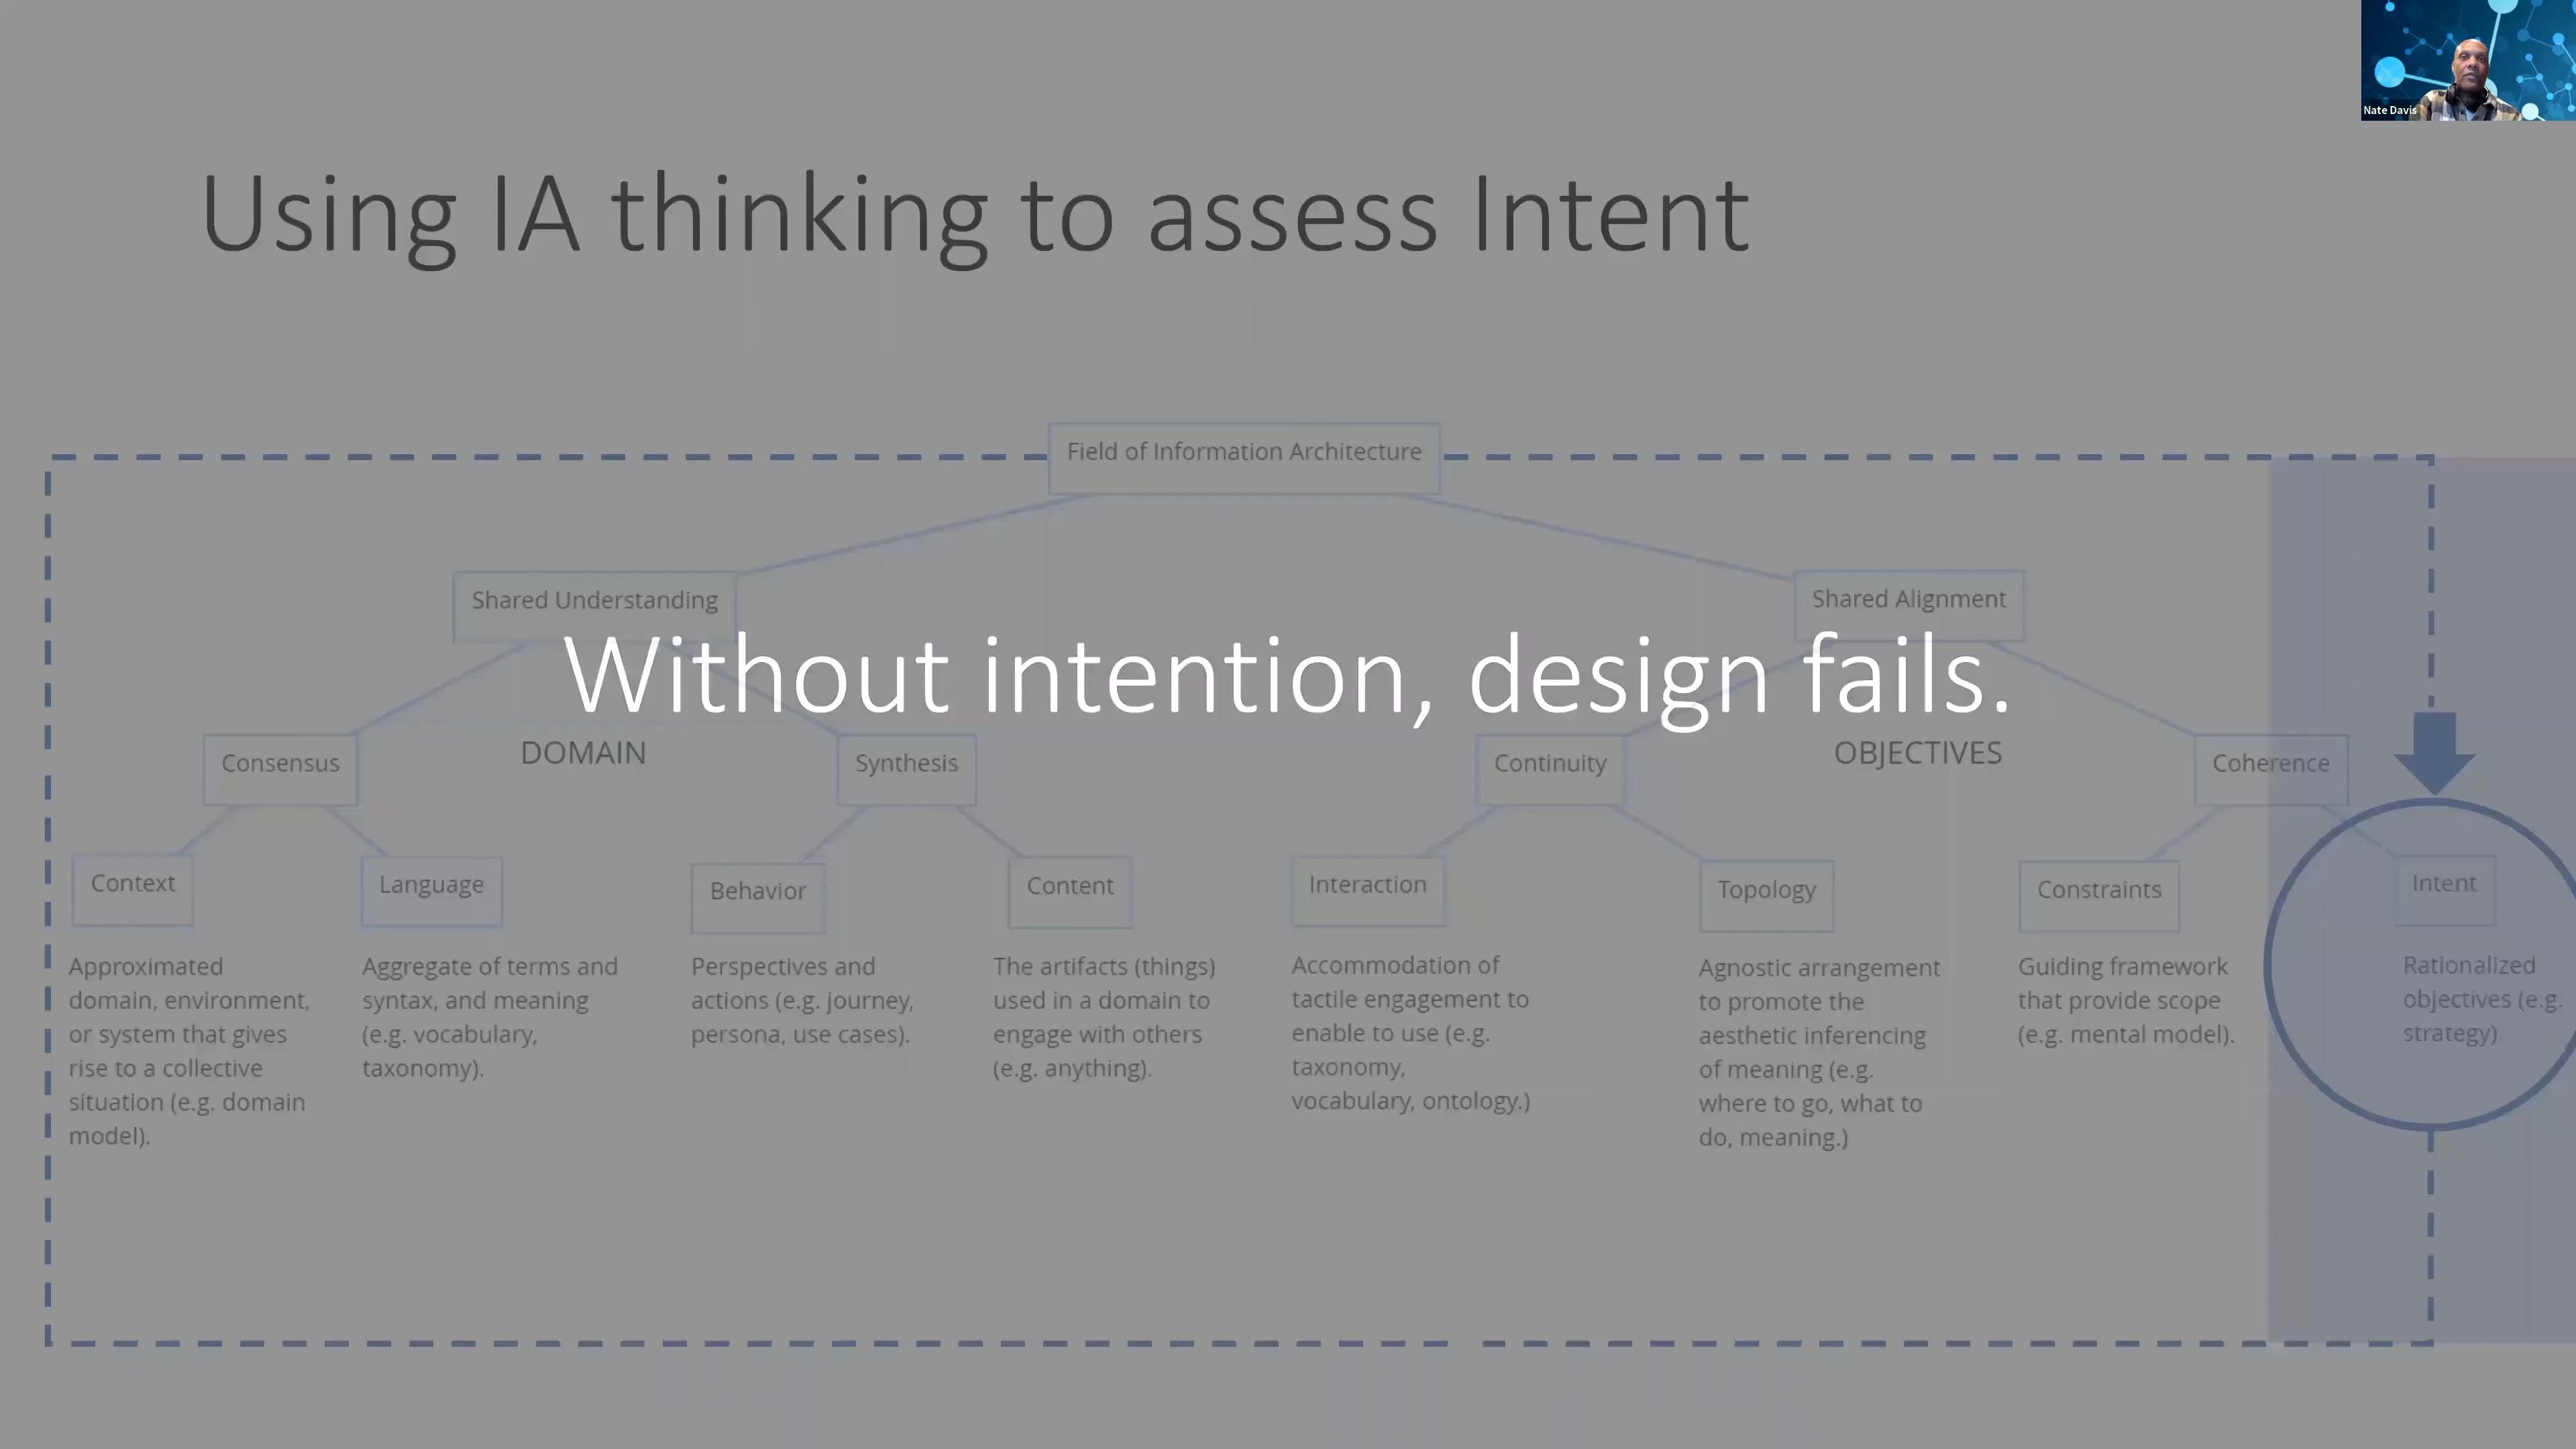 Nate Davis
Using IA thinking to assess Intent
Field of Information Architecture
Shared Understanding
Shared Alignment
Without intention, design fails.
Consensus
DOMAIN
Synthesis
Continuity
OBJECTIVES
Coherence
Context
Language
Behavior
Content
Interaction
Topology
Constraints
Intent
Approximated
domain, environment,
or system that gives
rise to a collective
situation (e.g. domain
model).
Aggregate of terms and
syntax, and meaning
(e.g. vocabulary,
taxonomy).
Perspectives and
actions (e.g. journey,
persona, use cases).
The artifacts (things)
used in a domain to
engage with others
(e.g. anything).
Accommodation of
tactile engagement to
enable to use (e.g.
taxonomy,
vocabulary, ontology.)
Agnostic arrangement
to promote the
aesthetic inferencing
of meaning (e.g.
where to go, what to
do, meaning.)
Guiding framework
that provide scope
(e.g. mental model).
Rationalized
objectives (e.g.
strategy).